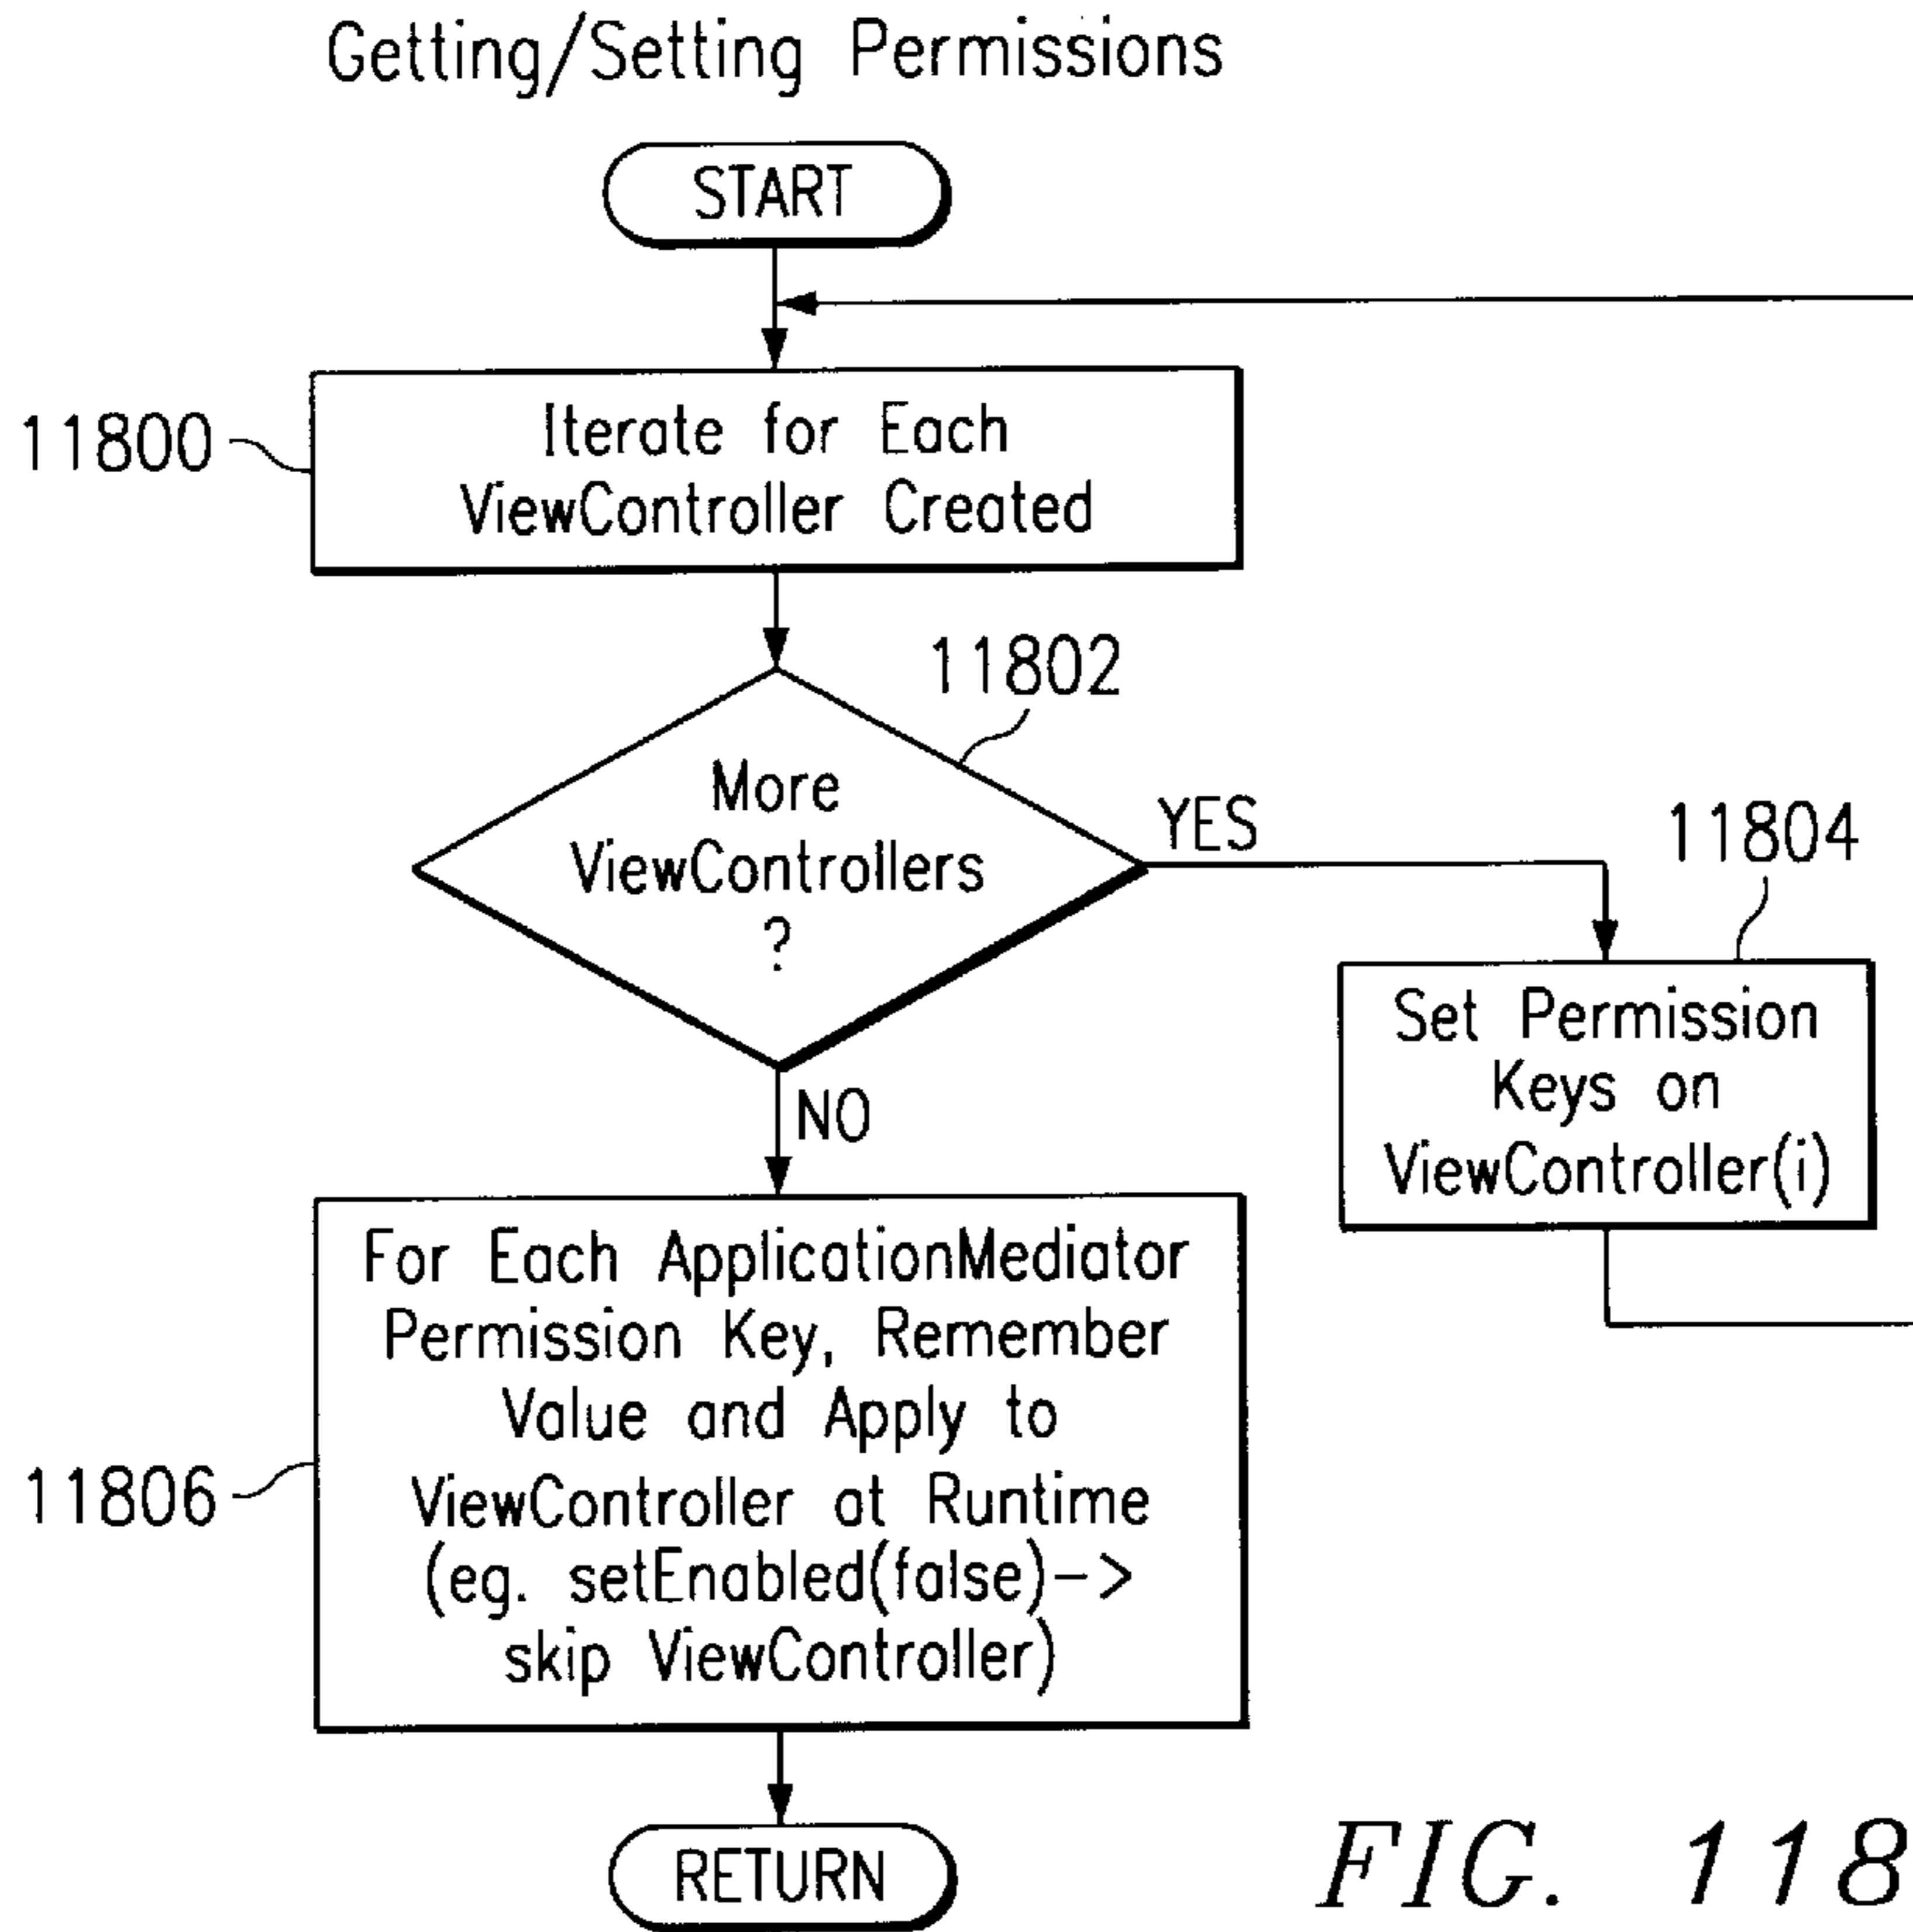 Getting/Setting Permissions
START
11800
Iterate for Each
ViewController Created
11802
More
ViewControllers
?
YES
11804
Set Permission
Keys on
ViewController(i)
NO
11806
For Each ApplicationMediator
Permission Key, Remember
Value and Apply to
ViewController at Runtime
(eg. setEnabled(false)->
skip ViewController)
RETURN
FIG. 118